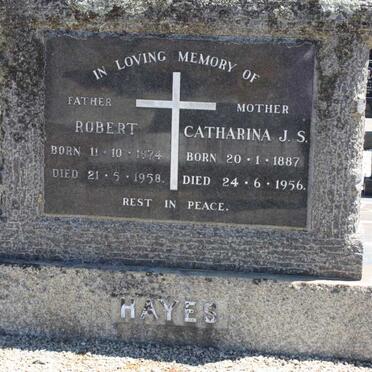 IN LOVING MEMORY OF
FATHER
ROBERT
BORN 11·10·1874
DIED 21·5·1958.
MOTHER
CATHARINA J.S.
BORN 20·1·1887
DIED 24·6·1956.
REST IN PEACE.
HAYES